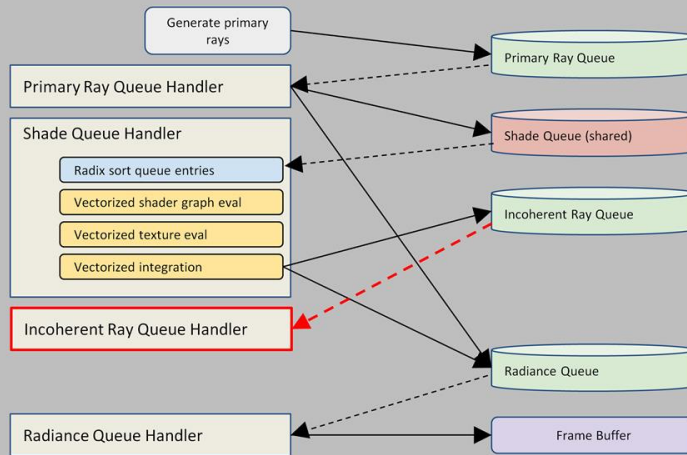 Generate primary
rays
Primary Ray Queue
Primary Ray Queue Handler
Shade Queue Handler
Shade Queue (shared)
Radix sort queue entries
Vectorized shader graph eval
Incoherent Ray Queue
Vectorized texture eval
Vectorized integration
Incoherent Ray Queue Handler
Radiance Queue
Radiance Queue Handler
Frame Buffer